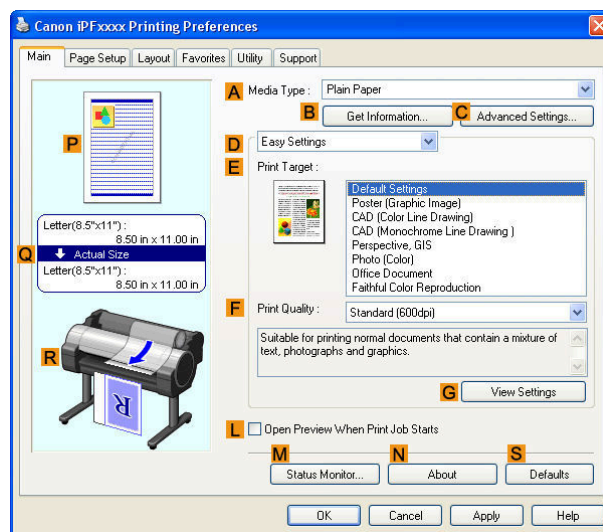 Canon iPFxxxx Printing Preferences
Main Page Setup Layout Favorites Utility Support
A Media Type : Plain Paper
B Get Information... C Advanced Settings...
D Easy Settings
E Print Target :
Default Settings
Poster (Graphic Image)
CAD (Color Line Drawing)
CAD (Monochrome Line Drawing )
Perspective, GIS
Photo (Color)
Office Document
Faithful Color Reproduction
P
Q
Letter(8.5"x11") :
8.50 in x 11.00 in
Actual Size
Letter(8.5"x11") :
8.50 in x 11.00 in
R
R
F Print Quality : Standard (600dpi)
Suitable for printing normal documents that contain a mixture of
text, photographs and graphics.
G View Settings
L Open Preview When Print Job Starts
M Status Monitor... N About S Defaults
OK Cancel Apply Help